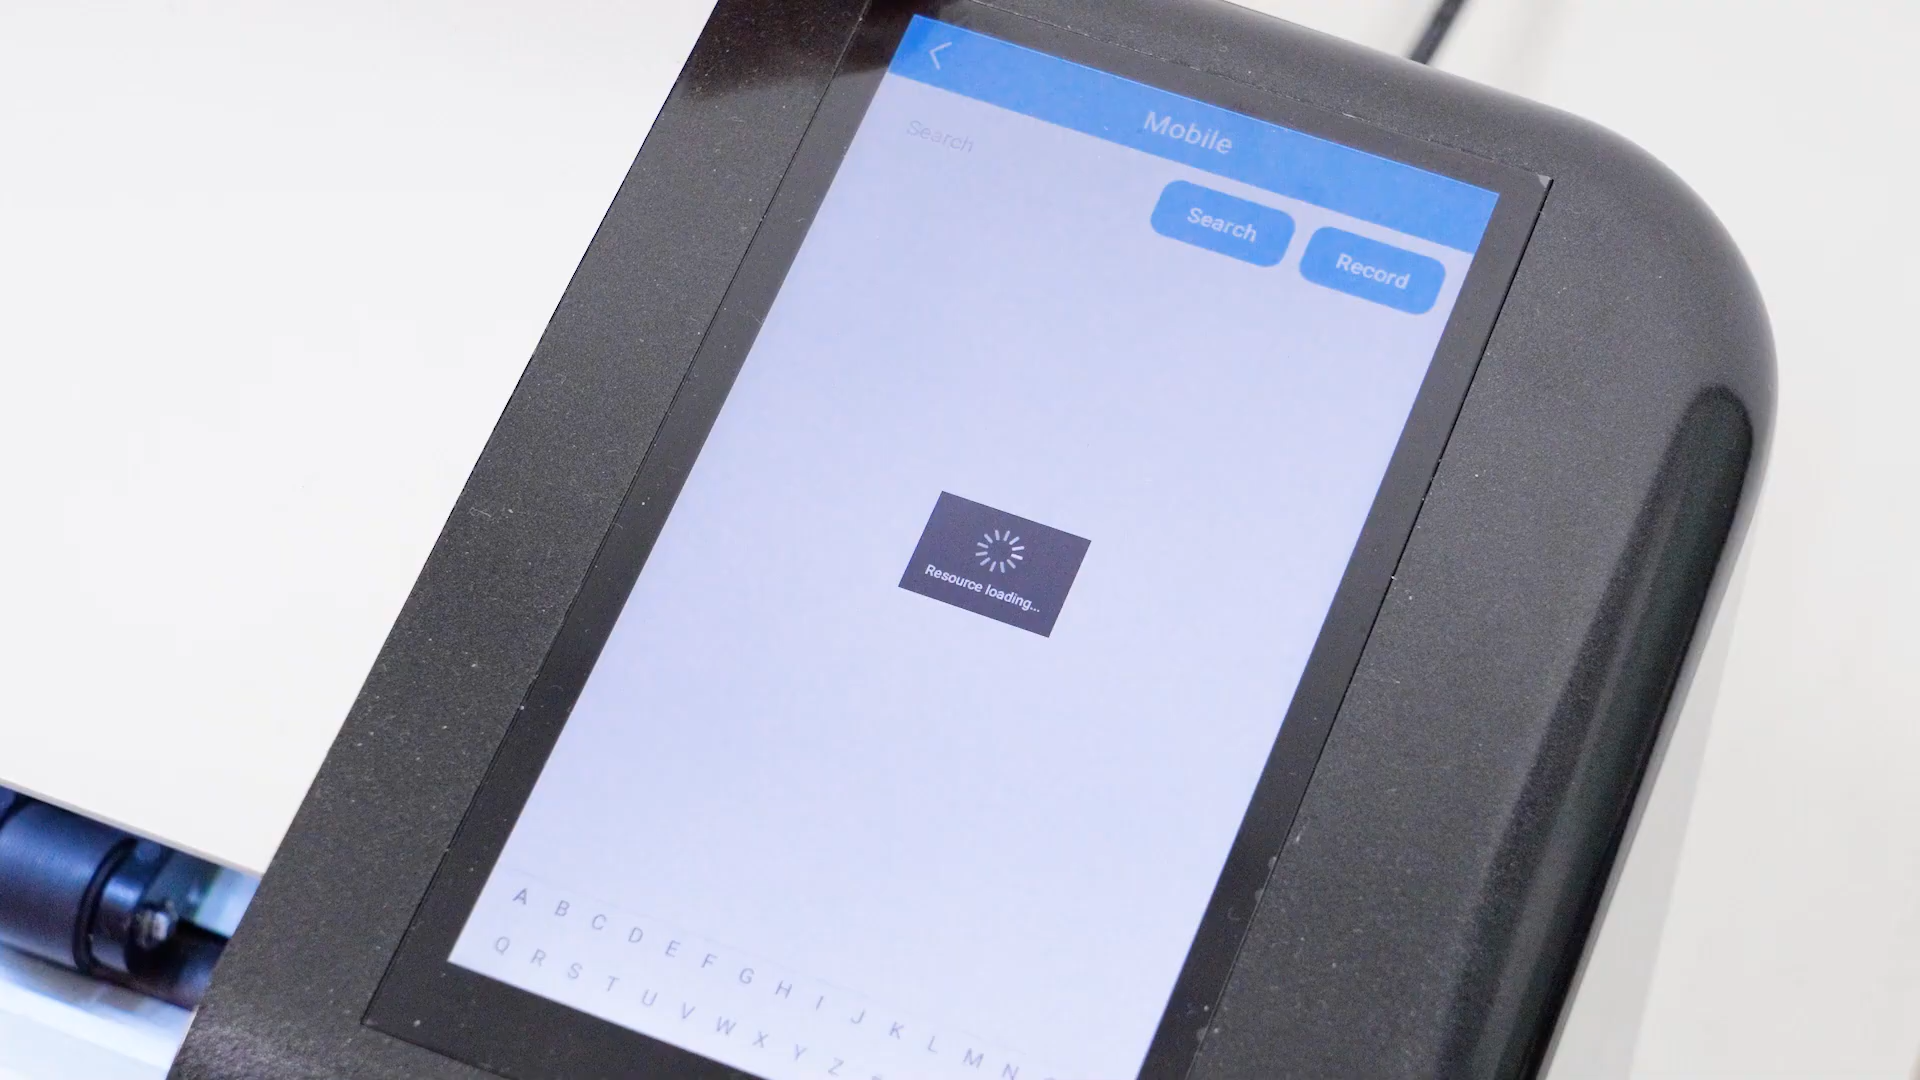 Mobile
Search
Search
Record
Resource loading...
A B C D E F G H I J K L M N
Q R S T U V W X Y Z